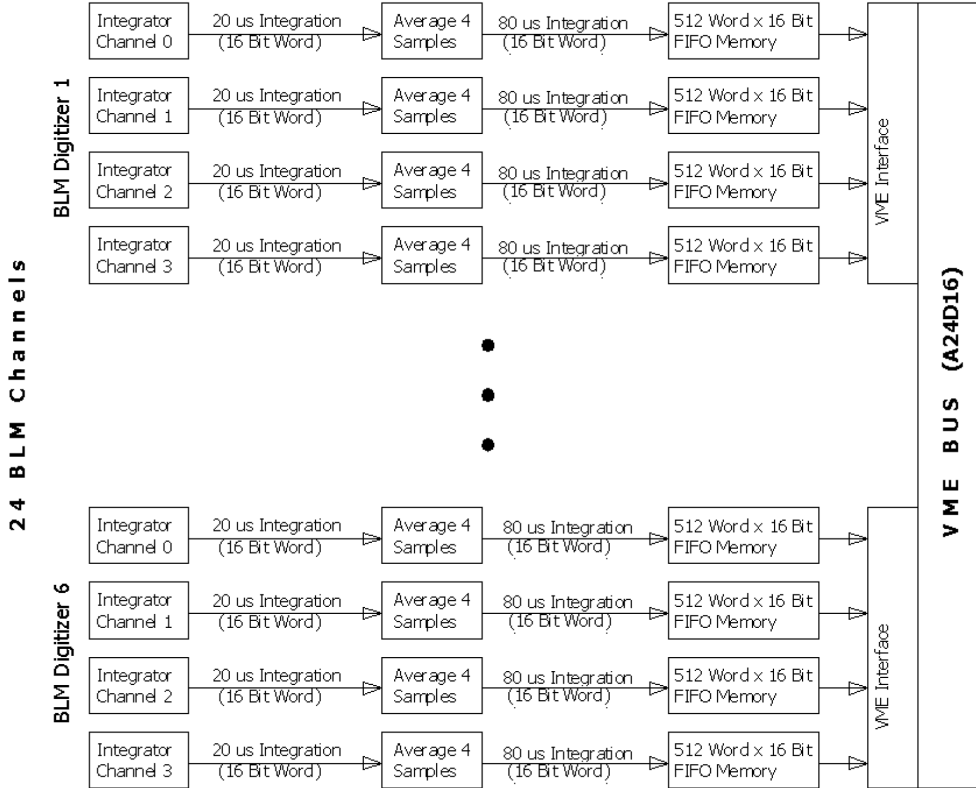 24 BLM Channels
BLM Digitizer 1
Integrator
Channel 0
20 us Integration
(16 Bit Word)
Average 4
Samples
80 us Integration
(16 Bit Word)
512 Word x 16 Bit
FIFO Memory
Integrator
Channel 1
20 us Integration
(16 Bit Word)
Average 4
Samples
80 us Integration
(16 Bit Word)
512 Word x 16 Bit
FIFO Memory
Integrator
Channel 2
20 us Integration
(16 Bit Word)
Average 4
Samples
80 us Integration
(16 Bit Word)
512 Word x 16 Bit
FIFO Memory
Integrator
Channel 3
20 us Integration
(16 Bit Word)
Average 4
Samples
80 us Integration
(16 Bit Word)
512 Word x 16 Bit
FIFO Memory
VME Interface
BLM Digitizer 6
Integrator
Channel 0
20 us Integration
(16 Bit Word)
Average 4
Samples
80 us Integration
(16 Bit Word)
512 Word x 16 Bit
FIFO Memory
Integrator
Channel 1
20 us Integration
(16 Bit Word)
Average 4
Samples
80 us Integration
(16 Bit Word)
512 Word x 16 Bit
FIFO Memory
Integrator
Channel 2
20 us Integration
(16 Bit Word)
Average 4
Samples
80 us Integration
(16 Bit Word)
512 Word x 16 Bit
FIFO Memory
Integrator
Channel 3
20 us Integration
(16 Bit Word)
Average 4
Samples
80 us Integration
(16 Bit Word)
512 Word x 16 Bit
FIFO Memory
VME Interface
VME BUS (A24D16)